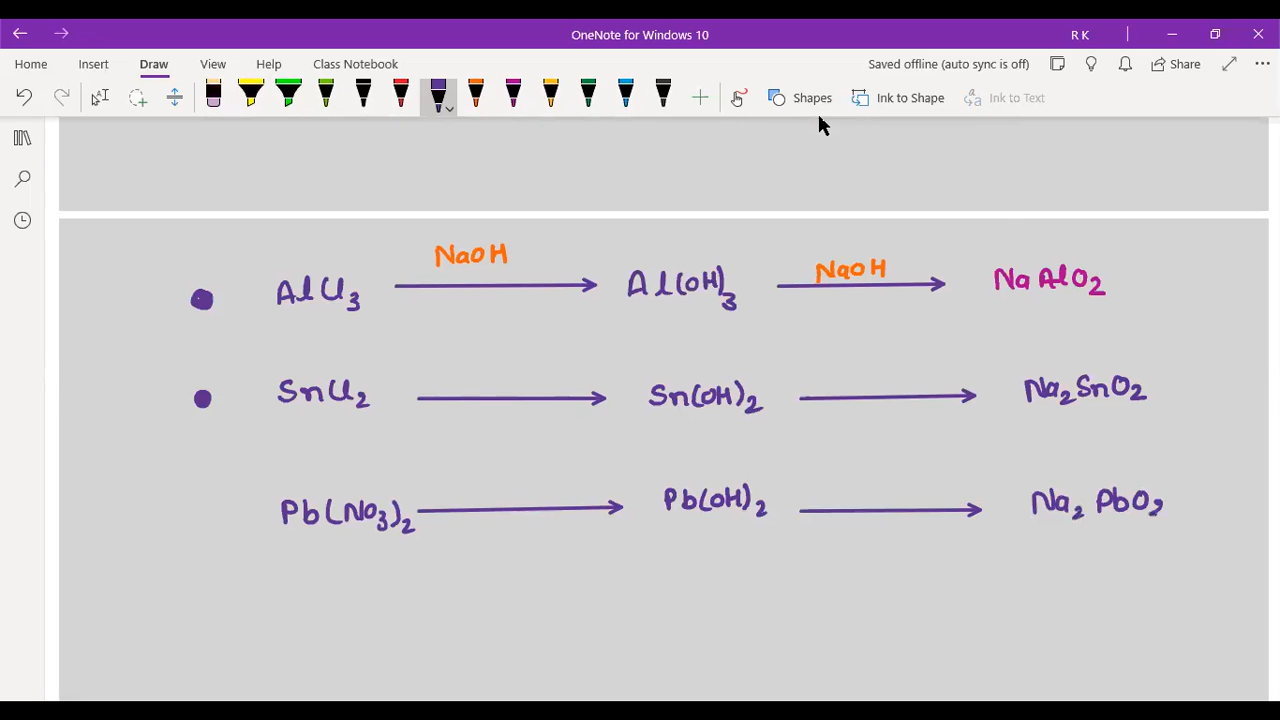 OneNote for Windows 10
R K
Home Insert Draw View Help Class Notebook
Saved offline (auto sync is off) Share
Shapes Ink to Shape Ink to Text
NaOH NaOH
AlCl3 → Al(OH)3 → NaAlO2
SnCl2 → Sn(OH)2 → Na2SnO2
Pb(NO3)2 → Pb(OH)2 → Na2PbO2